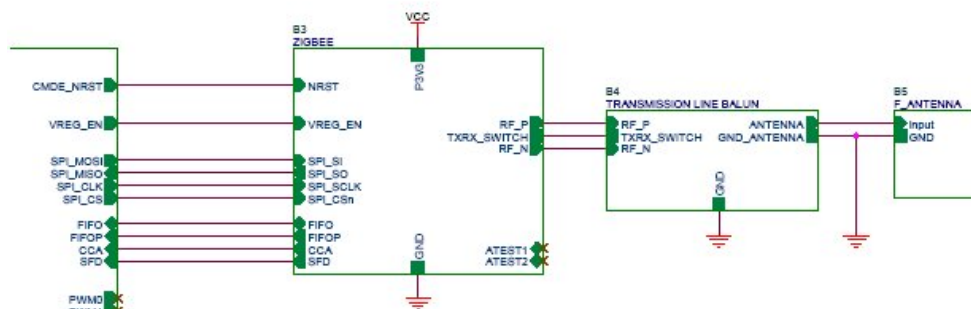 VCC
B3
ZIGBEE
P3V3
CMDE_NRST
NRST
VREG_EN
VREG_EN
SPI_MOSI
SPI_SI
SPI_MISO
SPI_SO
SPI_CLK
SPI_SCLK
SPI_CS
SPI_CSn
FIFO
FIFO
FIFOP
FIFOP
CCA
CCA
SFD
SFD
GND
RF_P
TXRX_SWITCH
RF_N
ATEST1
ATEST2
PWM0
B4
TRANSMISSION LINE BALUN
RF_P
TXRX_SWITCH
RF_N
ANTENNA
GND_ANTENNA
GND
B5
F_ANTENNA
Input
GND